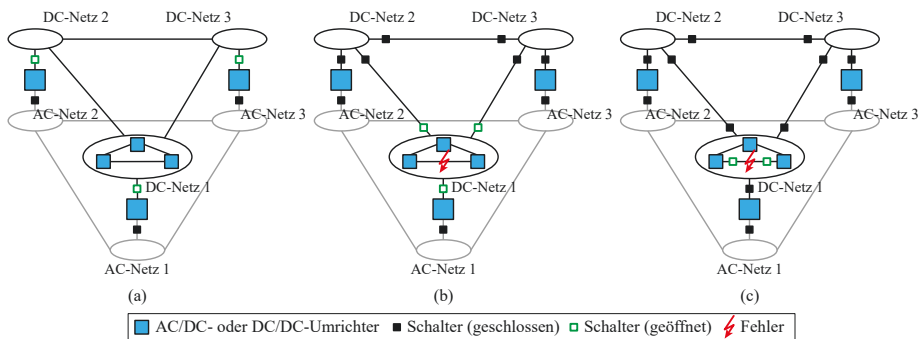 DC-Netz 2 DC-Netz 3 DC-Netz 2 DC-Netz 3 DC-Netz 2 DC-Netz 3
AC-Netz 2 AC-Netz 3 AC-Netz 2 AC-Netz 3 AC-Netz 2 AC-Netz 3
DC-Netz 1 DC-Netz 1 DC-Netz 1
AC-Netz 1 AC-Netz 1 AC-Netz 1
(a) (b) (c)
AC/DC- oder DC/DC-Umrichter Schalter (geschlossen) Schalter (geöffnet) Fehler